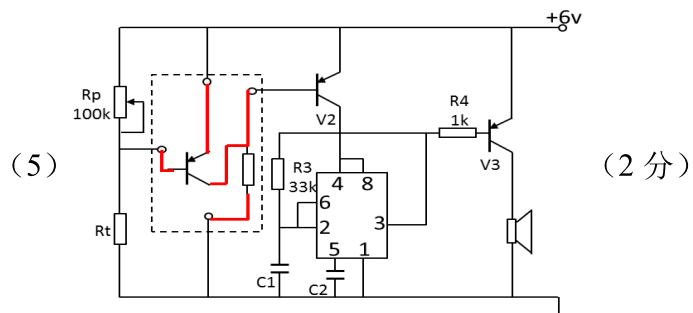 +6v
Rp
100k
R4
1k
V2
V3
（5）
（2 分）
R3
33k
4 8
6
2
3
5 1
Rt
C1
C2